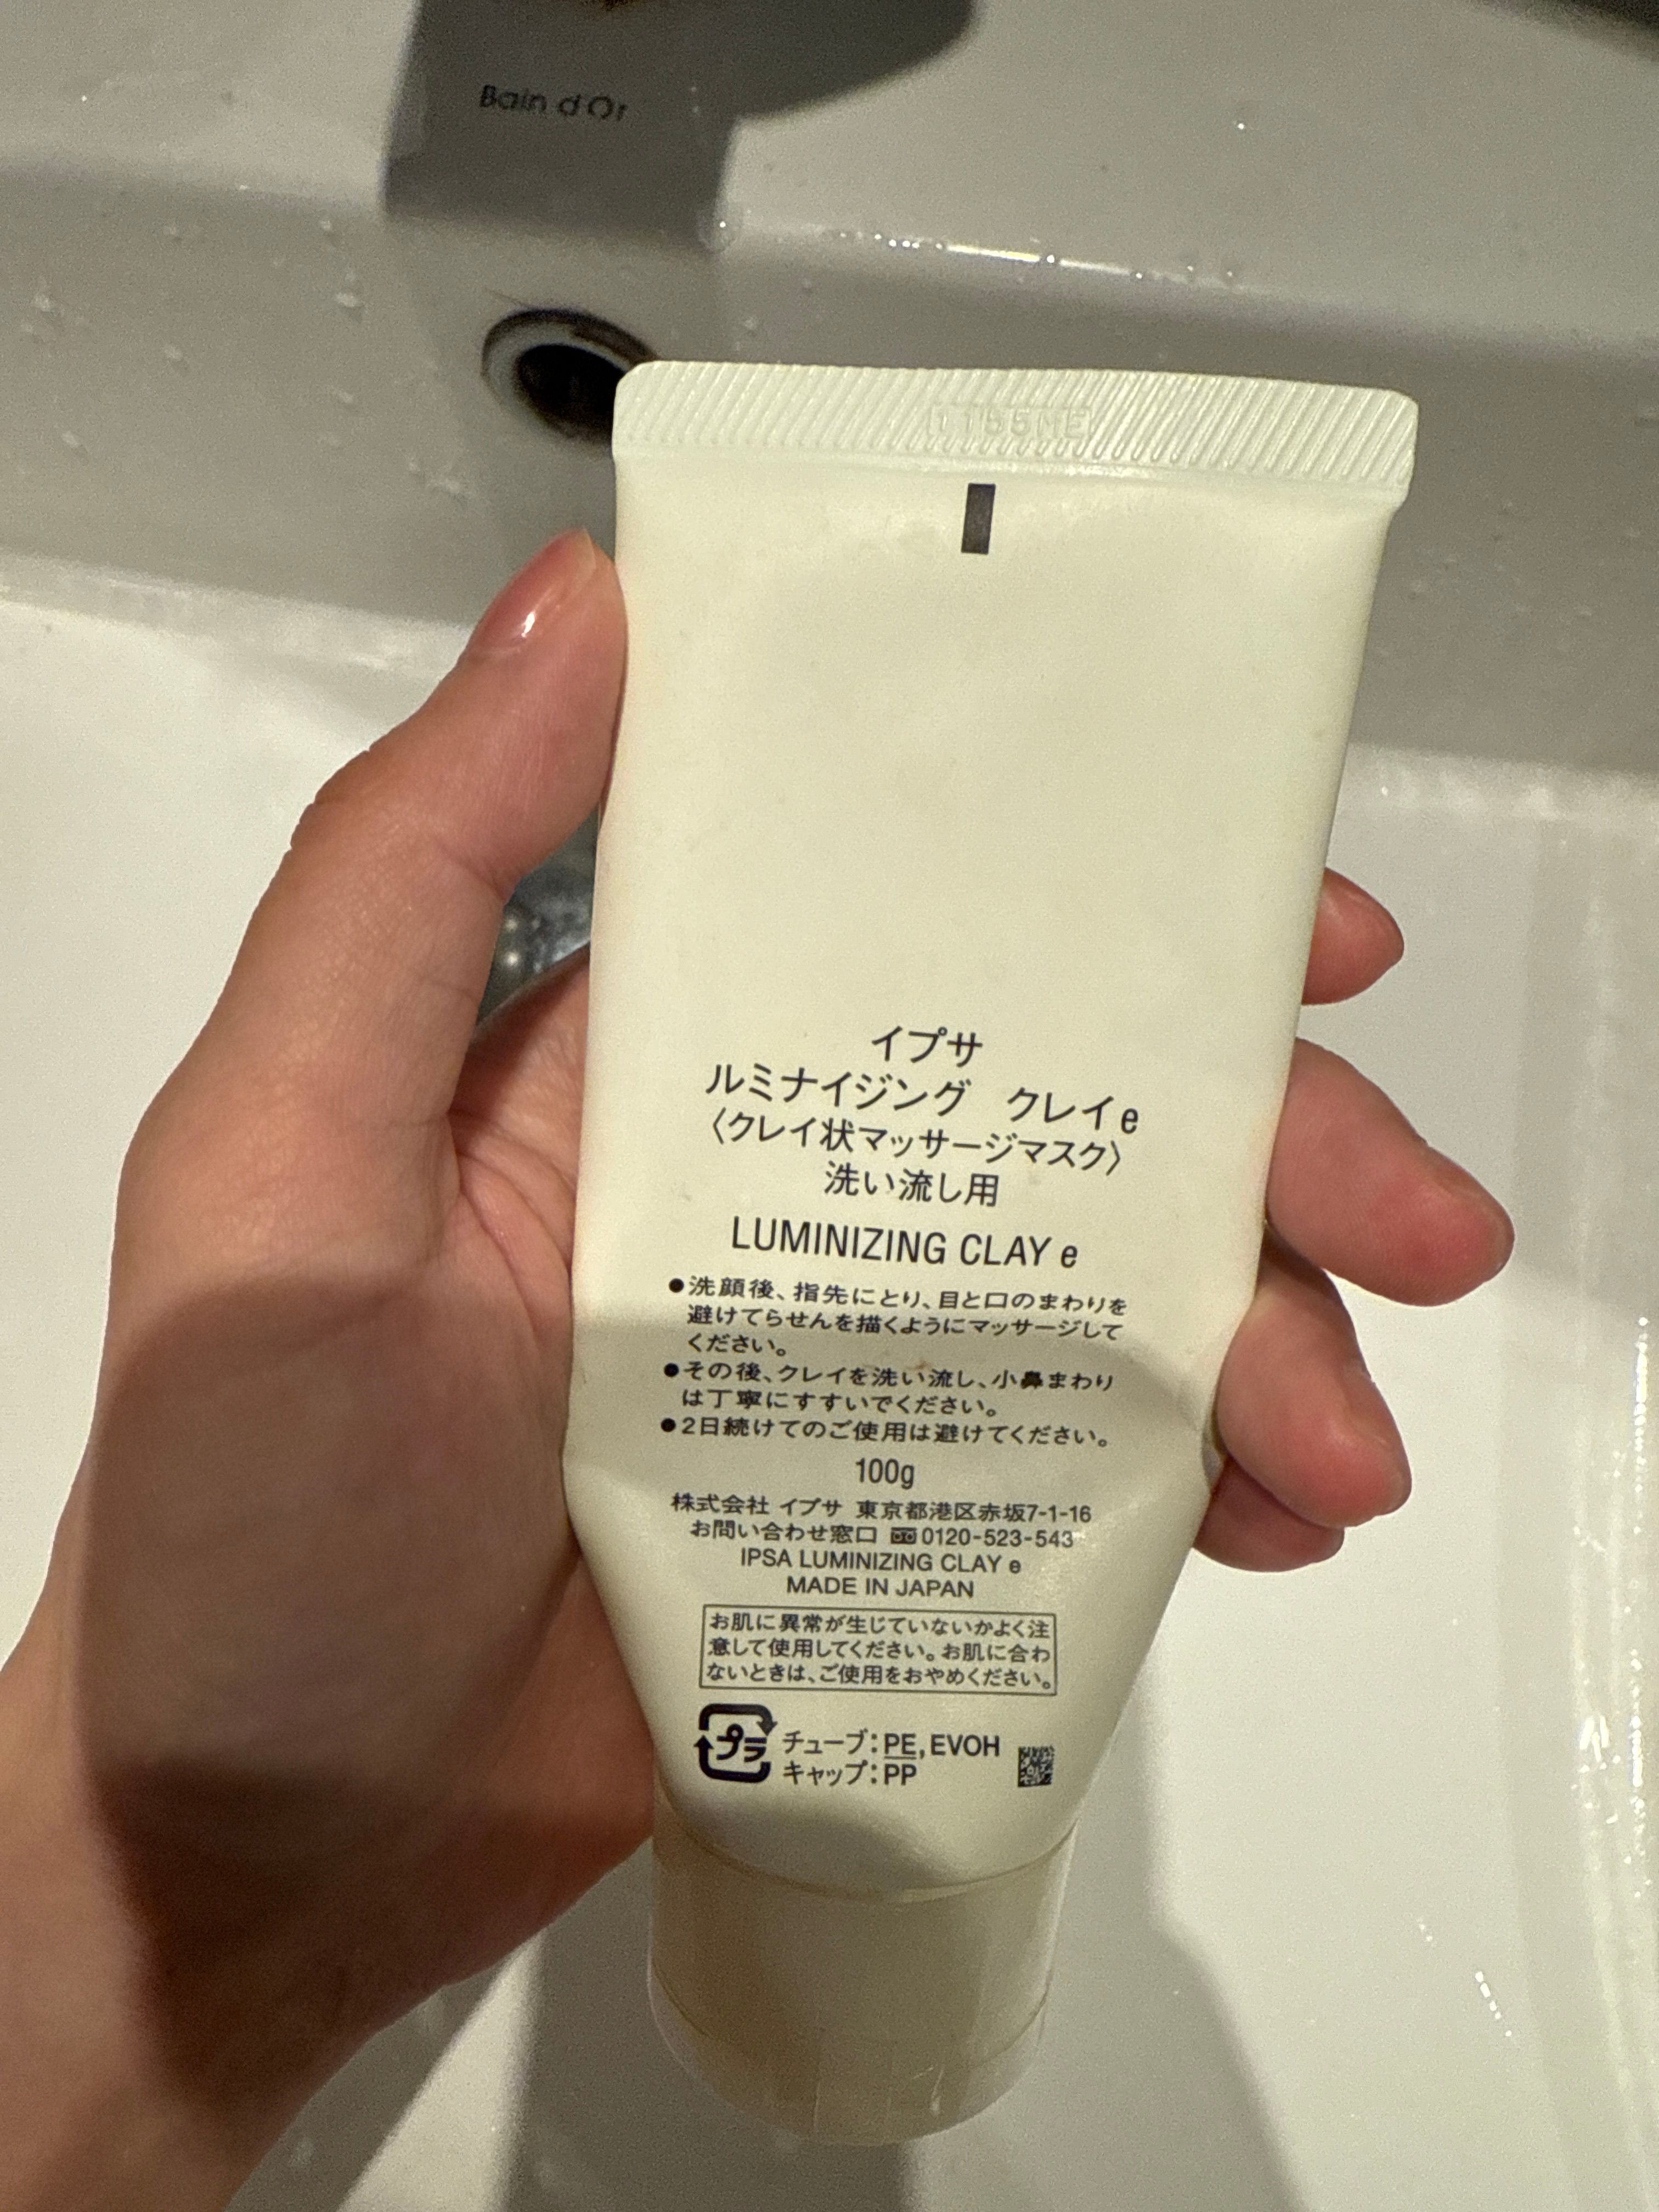 Bain d'Or
1155ME
イプサ
ルミナイジング クレイe
〈クレイ状マッサージマスク〉
洗い流し用
LUMINIZING CLAY e
●洗顔後、指先にとり、目と口のまわりを
避けてらせんを描くようにマッサージして
ください。
●その後、クレイを洗い流し、小鼻まわり
は丁寧にすすいでください。
●2日続けてのご使用は避けてください。
100g
株式会社 イプサ 東京都港区赤坂7-1-16
お問い合わせ窓口 0120-523-543
IPSA LUMINIZING CLAY e
MADE IN JAPAN
お肌に異常が生じていないかよく注
意して使用してください。お肌に合わ
ないときは、ご使用をおやめください。
プラ チューブ:PE,EVOH
キャップ:PP